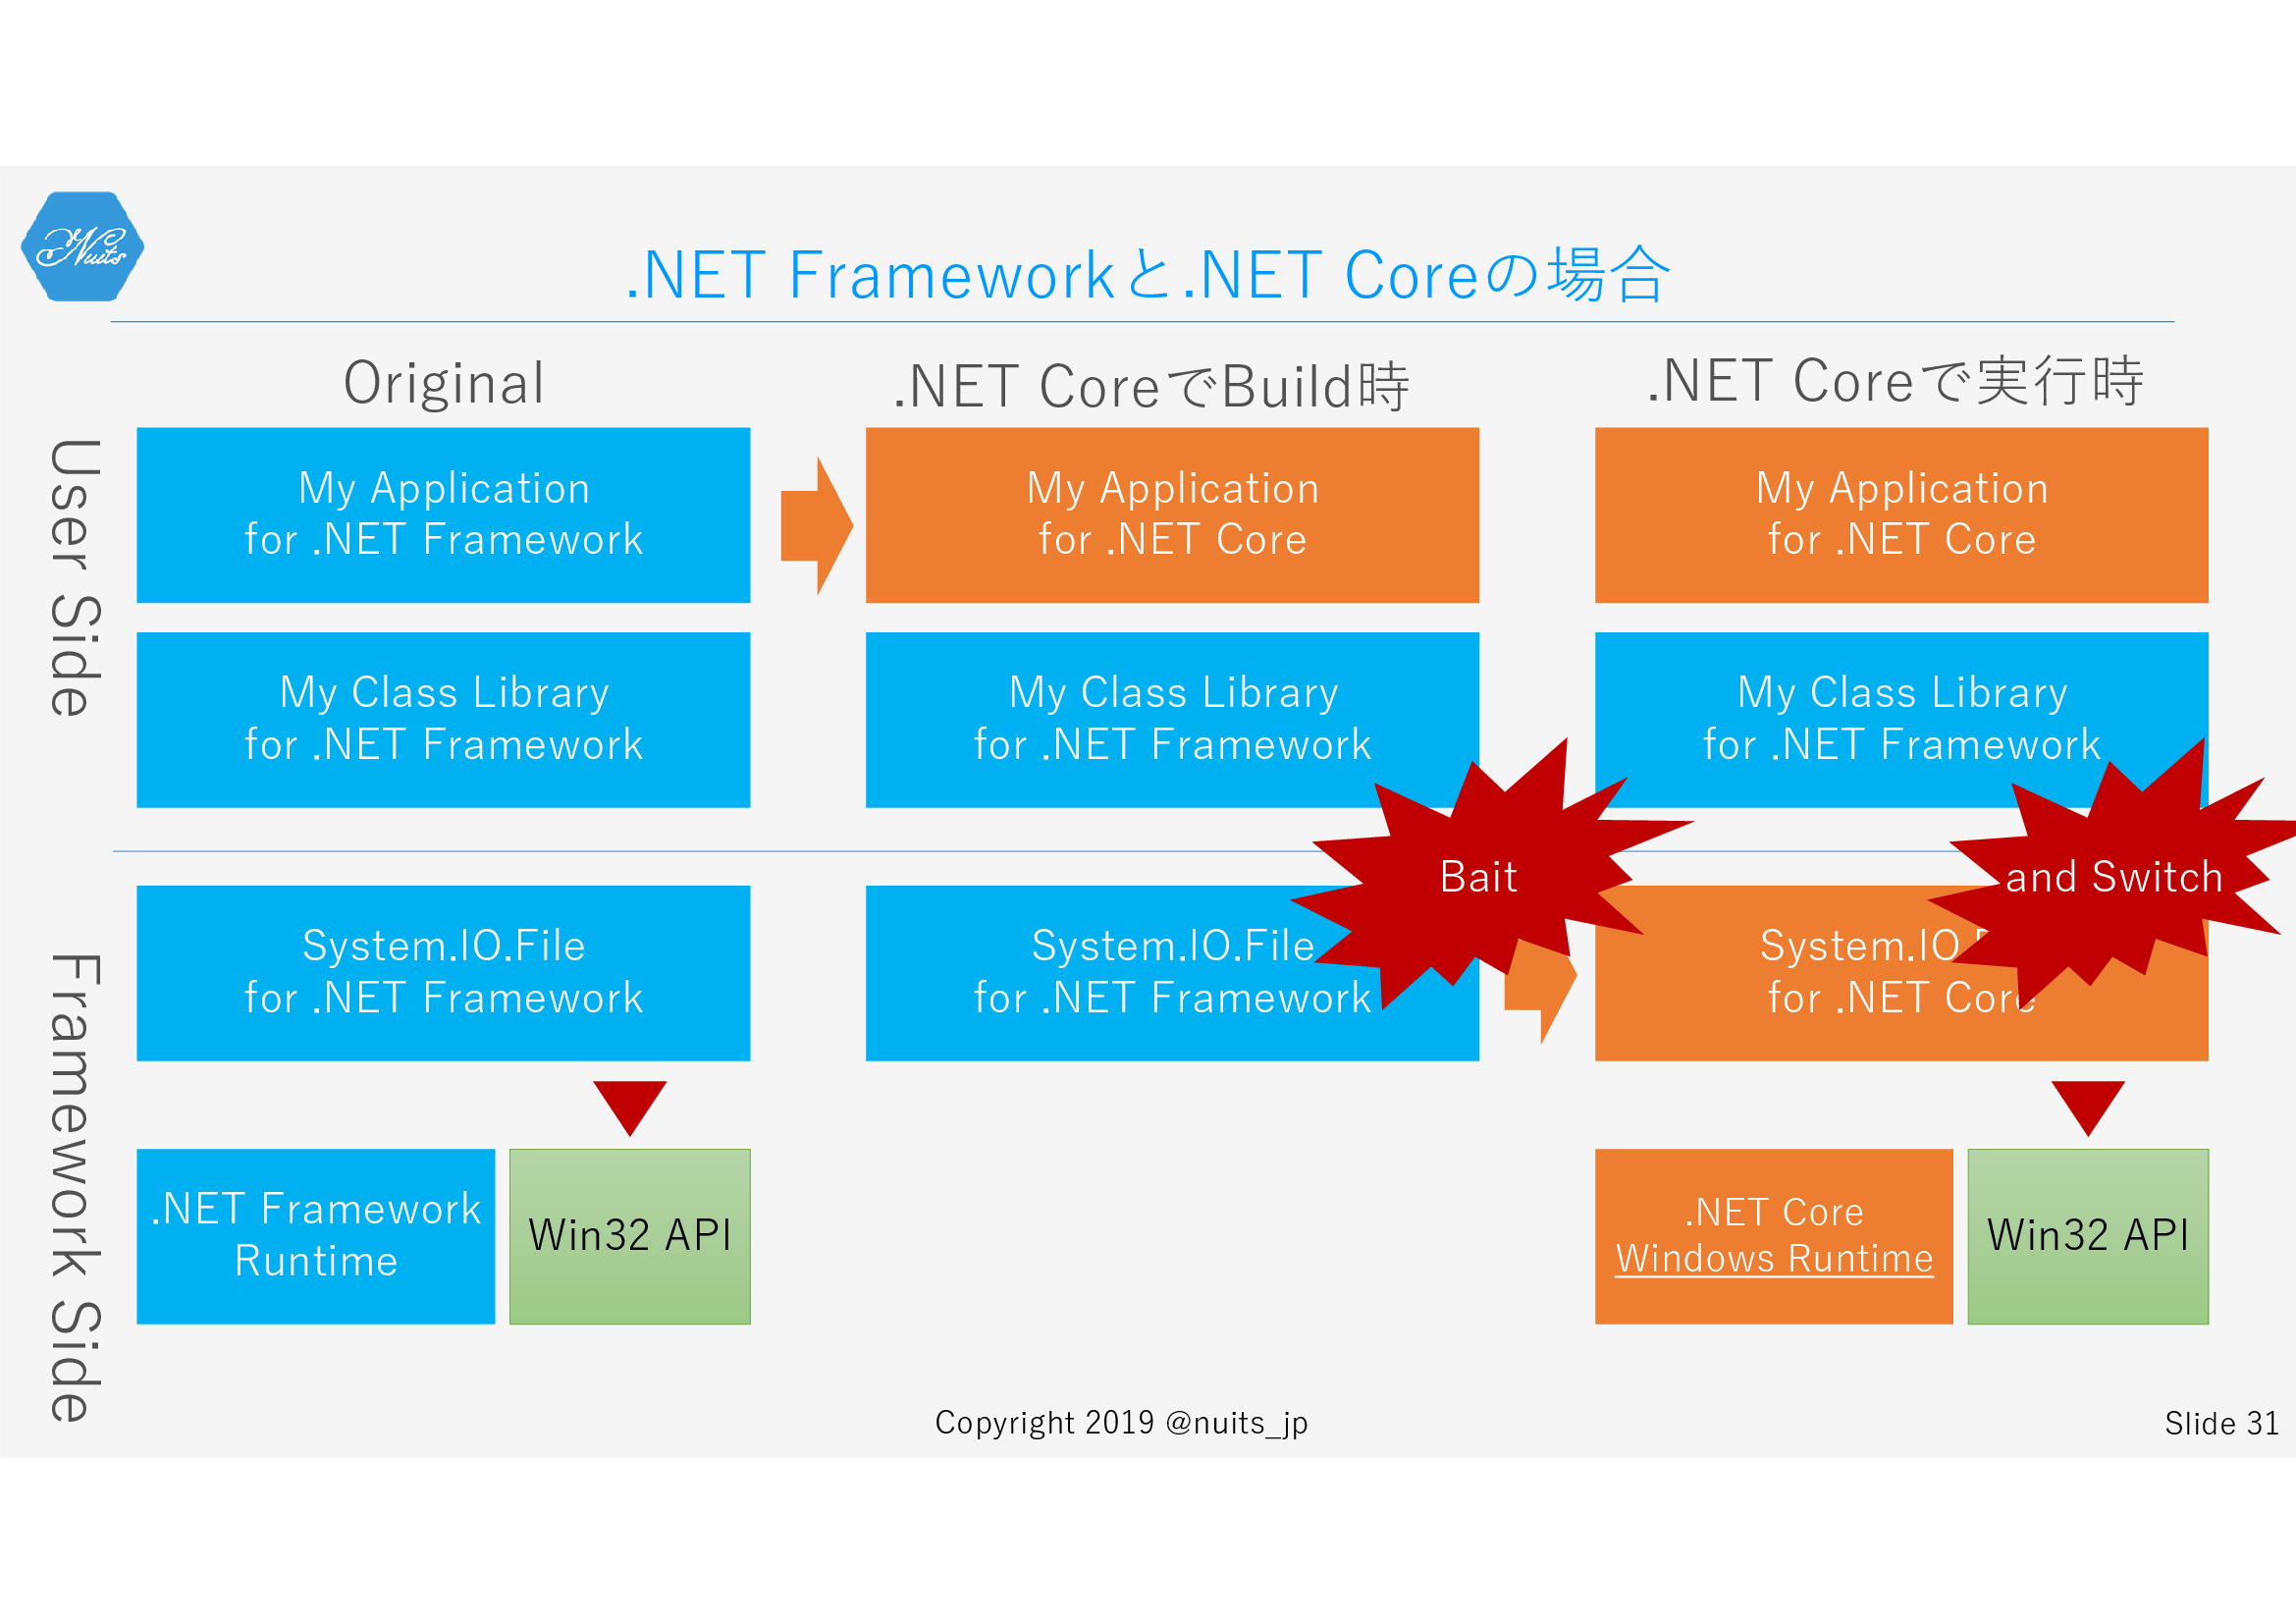 Nuits
.NET Frameworkと.NET Coreの場合
Original
.NET CoreでBuild時
.NET Coreで実行時
User Side
My Application
for .NET Framework
My Application
for .NET Core
My Application
for .NET Core
My Class Library
for .NET Framework
My Class Library
for .NET Framework
My Class Library
for .NET Framework
Bait
and Switch
Framework Side
System.IO.File
for .NET Framework
System.IO.File
for .NET Framework
System.IO
for .NET Core
.NET Framework
Runtime
Win32 API
.NET Core
Windows Runtime
Win32 API
Copyright 2019 @nuits_jp
Slide 31